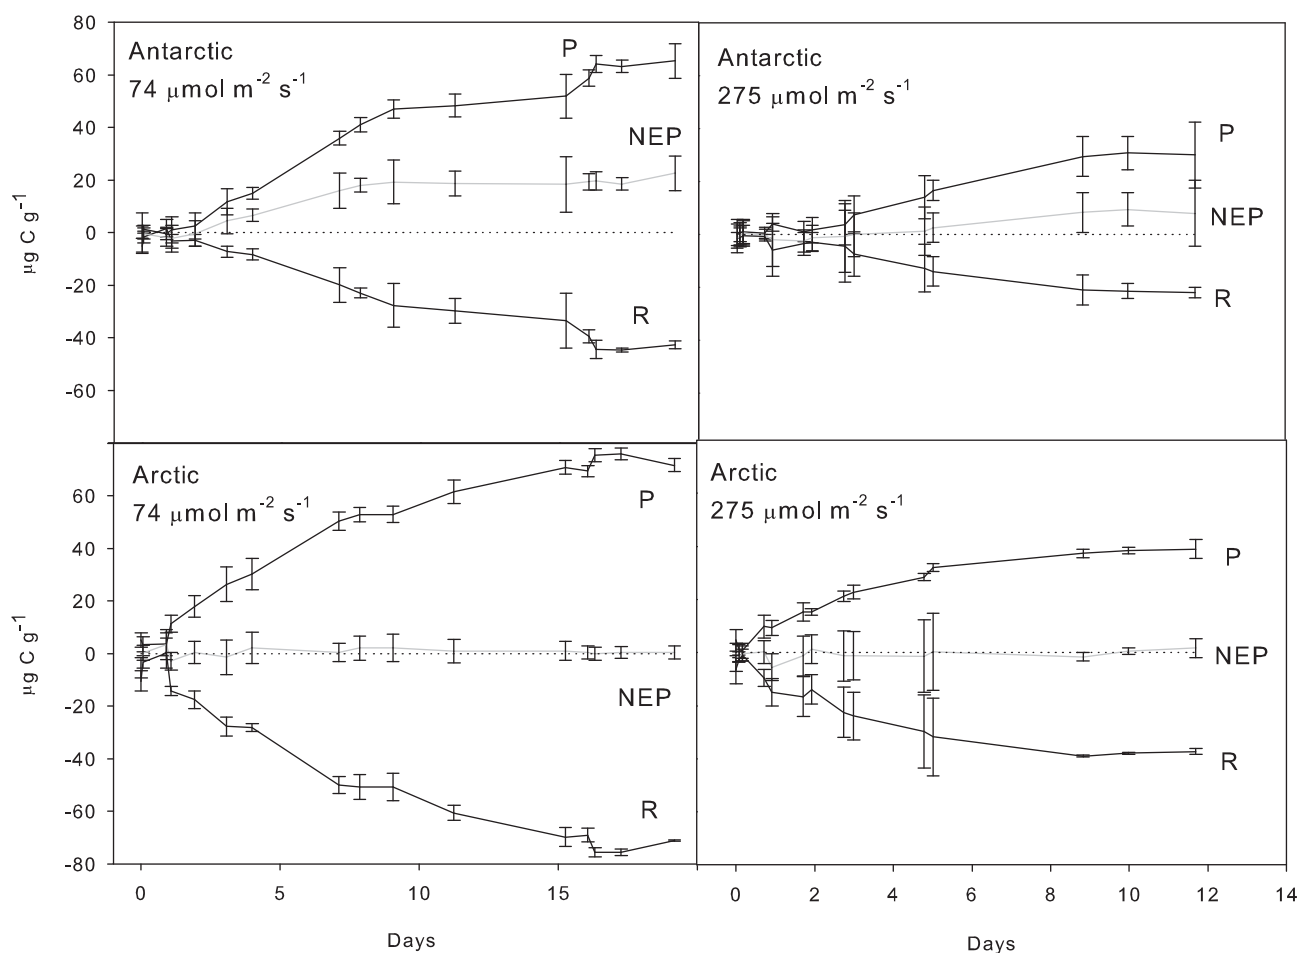 80
60
40
20
0
-20
-40
-60
µg C g⁻¹
Antarctic
74 µmol m⁻² s⁻¹
P
NEP
R
Antarctic
275 µmol m⁻² s⁻¹
P
NEP
R
60
40
20
0
-20
-40
-60
-80
µg C g⁻¹
Arctic
74 µmol m⁻² s⁻¹
P
NEP
R
Arctic
275 µmol m⁻² s⁻¹
P
NEP
R
0 5 10 15
Days
0 2 4 6 8 10 12 14
Days